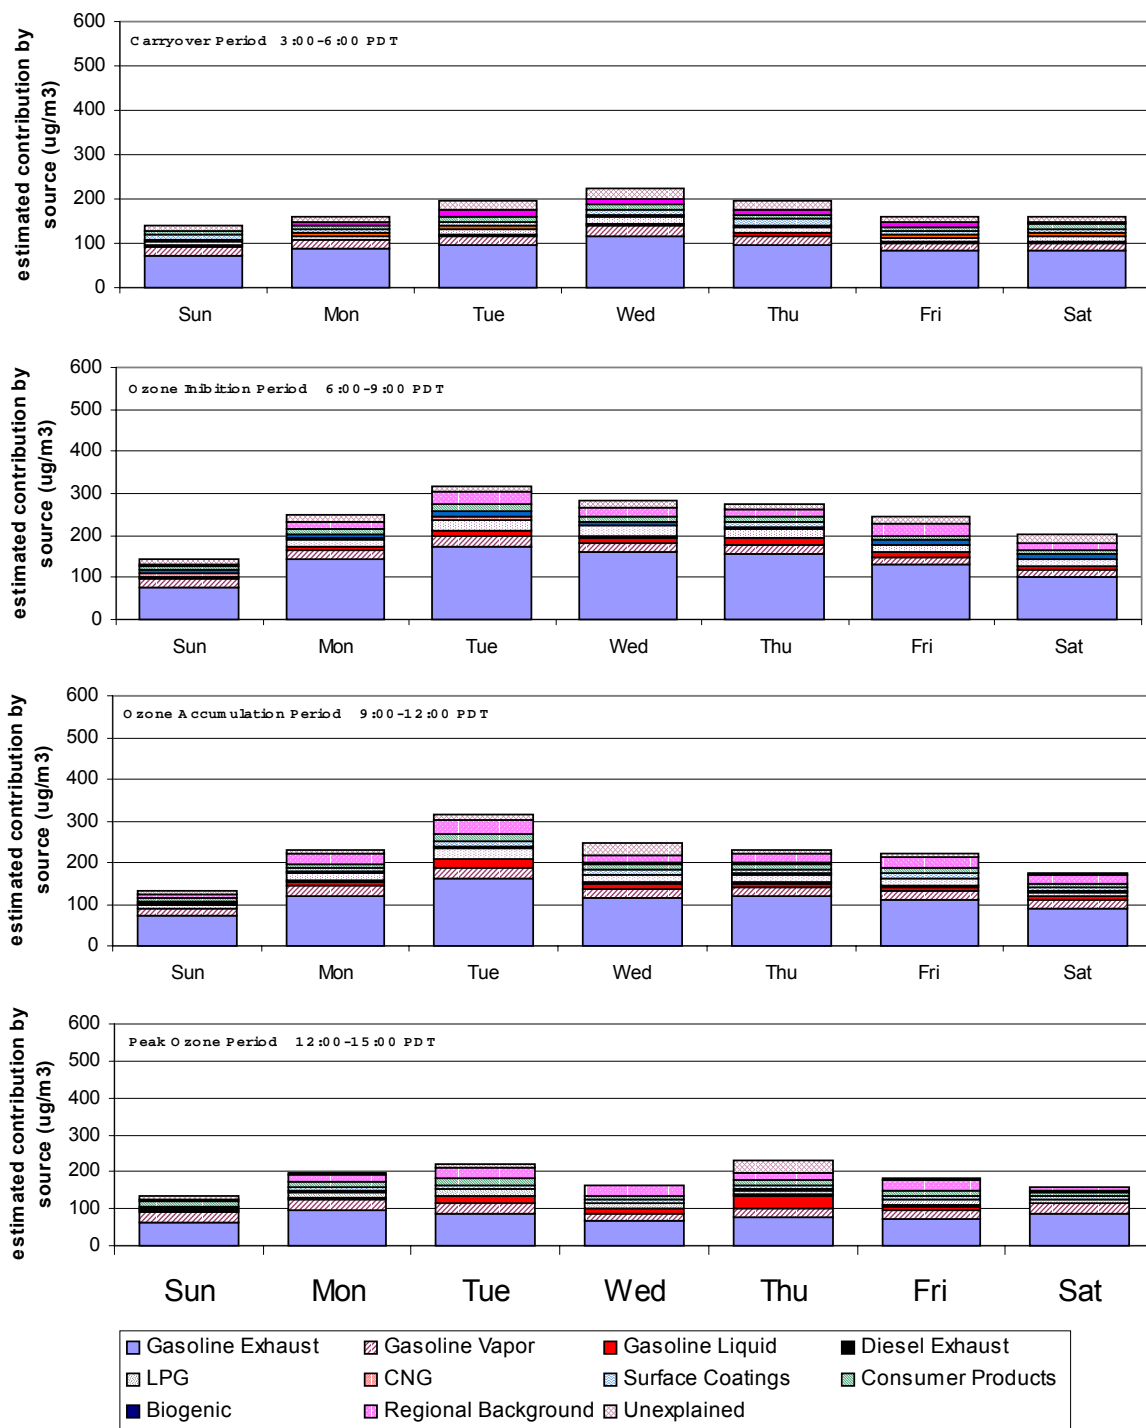 estimated contribution by
source (ug/m3)
Carryover Period 3:00-6:00 PDT
600
500
400
300
200
100
0
Sun Mon Tue Wed Thu Fri Sat
estimated contribution by
source (ug/m3)
Ozone Inibition Period 6:00-9:00 PDT
600
500
400
300
200
100
0
Sun Mon Tue Wed Thu Fri Sat
estimated contribution by
source (ug/m3)
Ozone Accumulation Period 9:00-12:00 PDT
600
500
400
300
200
100
0
Sun Mon Tue Wed Thu Fri Sat
estimated contribution by
source (ug/m3)
Peak Ozone Period 12:00-15:00 PDT
600
500
400
300
200
100
0
Sun Mon Tue Wed Thu Fri Sat
Gasoline Exhaust Gasoline Vapor Gasoline Liquid Diesel Exhaust
LPG CNG Surface Coatings Consumer Products
Biogenic Regional Background Unexplained